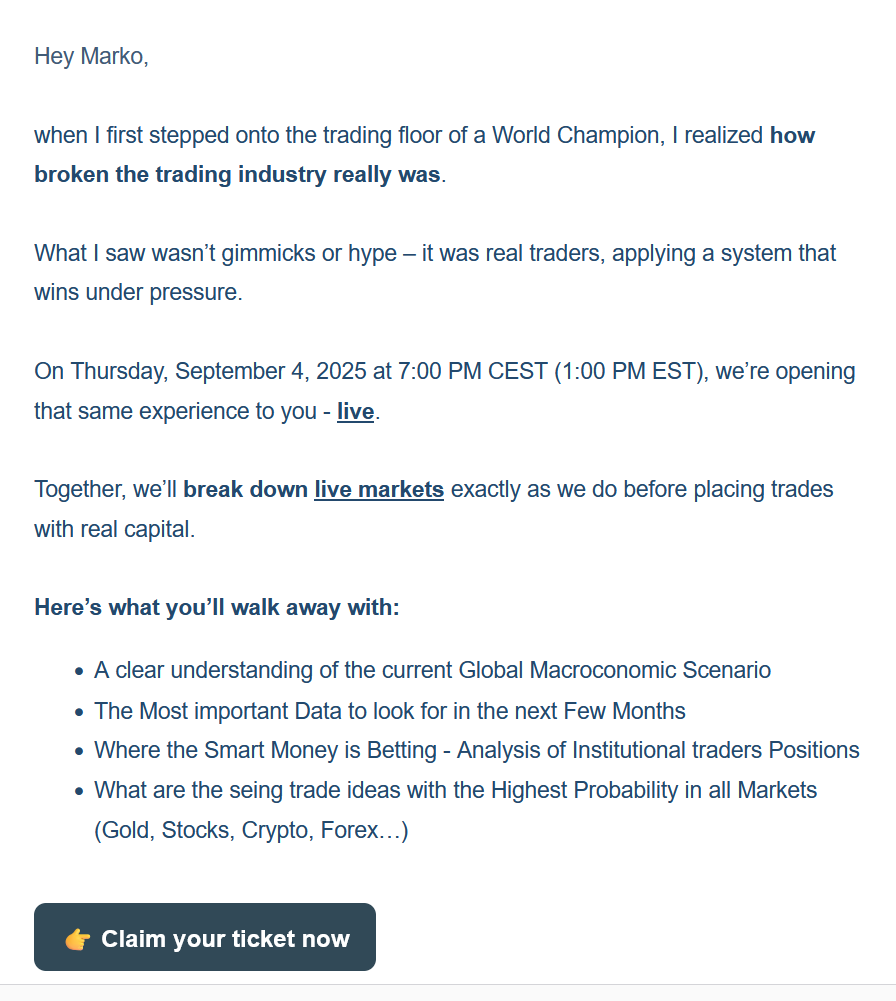 Hey Marko,
when I first stepped onto the trading floor of a World Champion, I realized how
broken the trading industry really was.
What I saw wasn’t gimmicks or hype – it was real traders, applying a system that
wins under pressure.
On Thursday, September 4, 2025 at 7:00 PM CEST (1:00 PM EST), we’re opening
that same experience to you - live.
Together, we’ll break down live markets exactly as we do before placing trades
with real capital.
Here’s what you’ll walk away with:
• A clear understanding of the current Global Macroconomic Scenario
• The Most important Data to look for in the next Few Months
• Where the Smart Money is Betting - Analysis of Institutional traders Positions
• What are the seing trade ideas with the Highest Probability in all Markets
(Gold, Stocks, Crypto, Forex…)
👉 Claim your ticket now